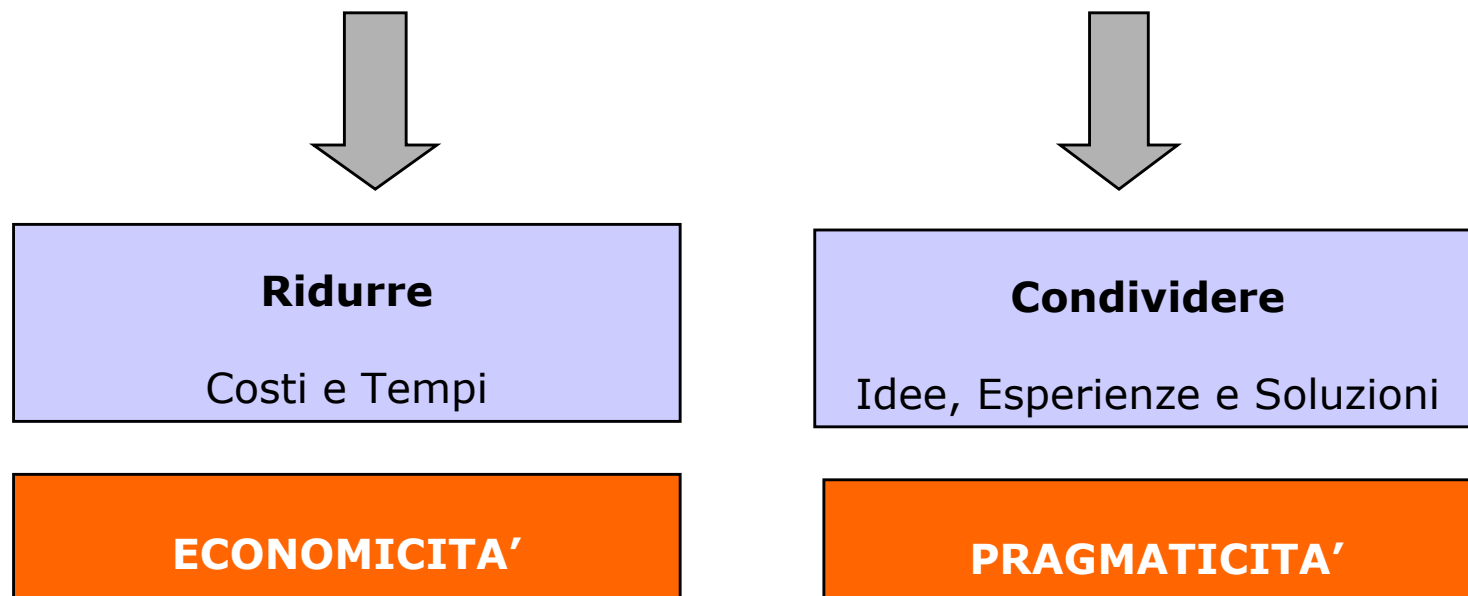 Ridurre
Costi e Tempi
ECONOMICITA’
Condividere
Idee, Esperienze e Soluzioni
PRAGMATICITA’